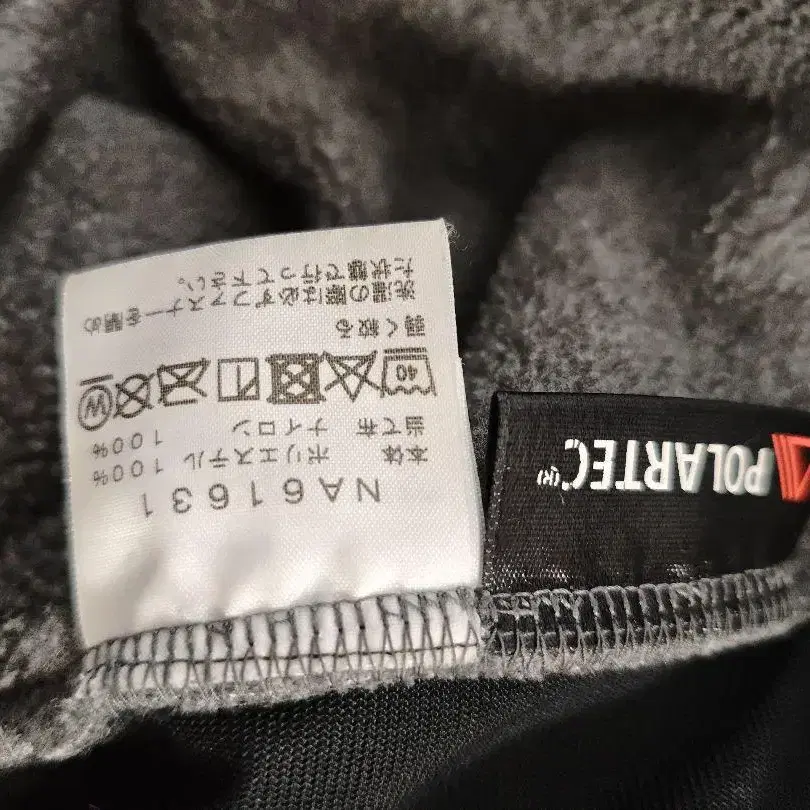 NA61631
本体 ポリエステル 100%
当て布 ナイロン 100%
40
W
弱く絞る
洗濯の際は必ずファスナーを閉め
た状態で行って下さい。
POLARTEC(R)